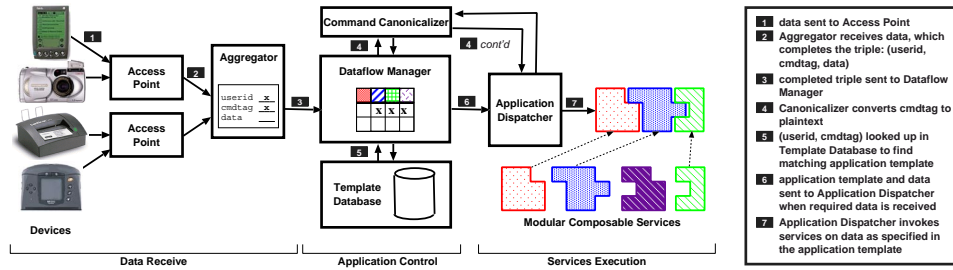 Command Canonicalizer
1
Aggregator
4
4 cont'd
Access
Point
2
Dataflow Manager
userid x
cmdtag x
data
3
x x x
6
Application
Dispatcher
7
Access
Point
5
Template
Database
Modular Composable Services
Devices
Data Receive
Application Control
Services Execution
1 data sent to Access Point
2 Aggregator receives data, which
completes the triple: (userid,
cmdtag, data)
3 completed triple sent to Dataflow
Manager
4 Canonicalizer converts cmdtag to
plaintext
5 (userid, cmdtag) looked up in
Template Database to find
matching application template
6 application template and data
sent to Application Dispatcher
when required data is received
7 Application Dispatcher invokes
services on data as specified in
the application template